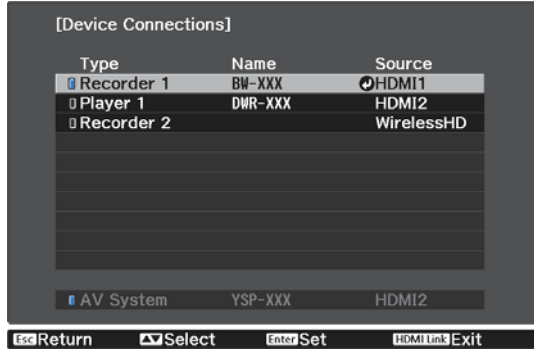 [Device Connections]
Type Name Source
Recorder 1 BW-XXX HDMI1
Player 1 DWR-XXX HDMI2
Recorder 2 WirelessHD
AV System YSP-XXX HDMI2
Esc Return Select Enter Set HDMI Link Exit